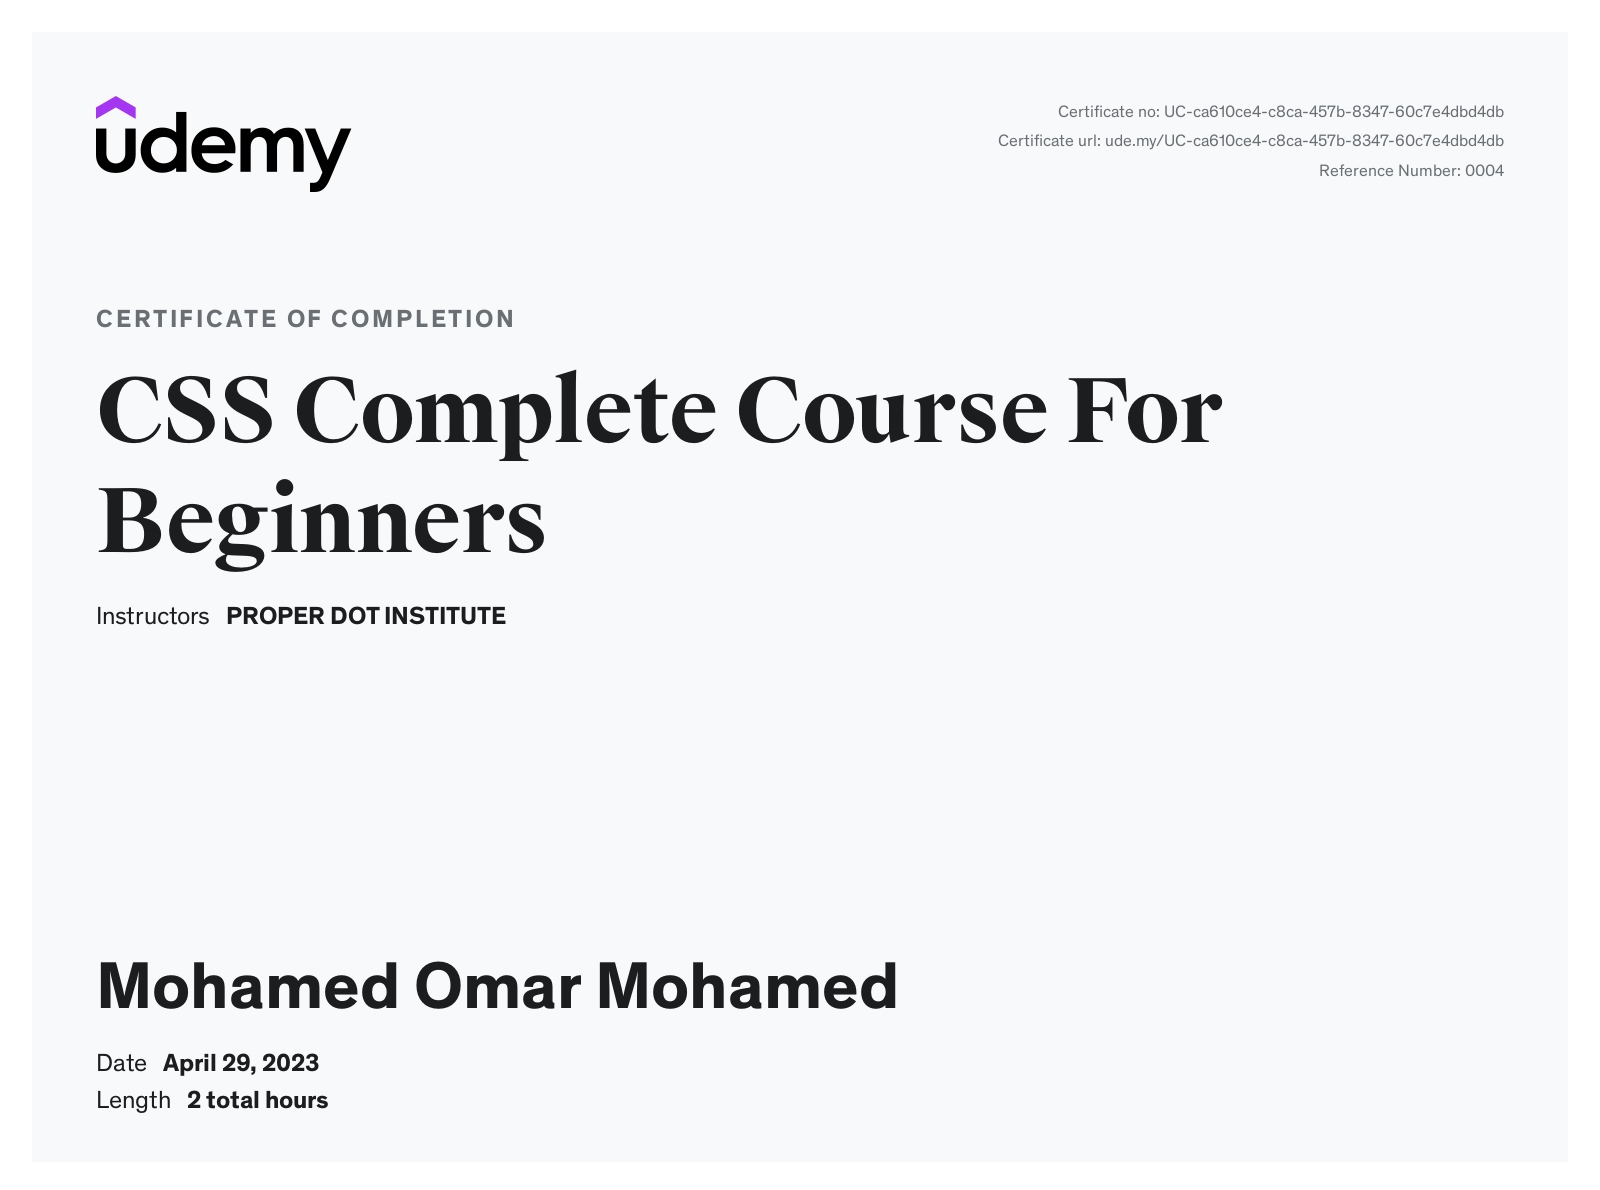 udemy
Certificate no: UC-ca610ce4-c8ca-457b-8347-60c7e4dbd4db
Certificate url: ude.my/UC-ca610ce4-c8ca-457b-8347-60c7e4dbd4db
Reference Number: 0004
CERTIFICATE OF COMPLETION
CSS Complete Course For
Beginners
Instructors PROPER DOT INSTITUTE
Mohamed Omar Mohamed
Date April 29, 2023
Length 2 total hours